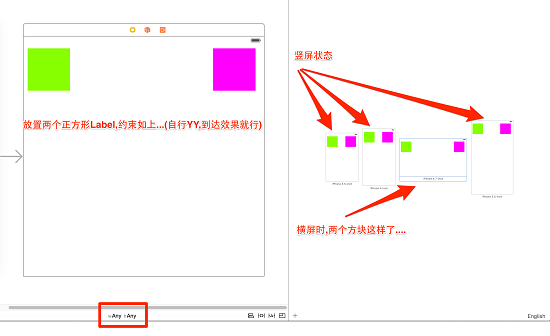 竖屏状态
放置两个正方形Label,约束如上...(自行YY,到达效果就行)
横屏时,两个方块这样了....
wAny hAny
English